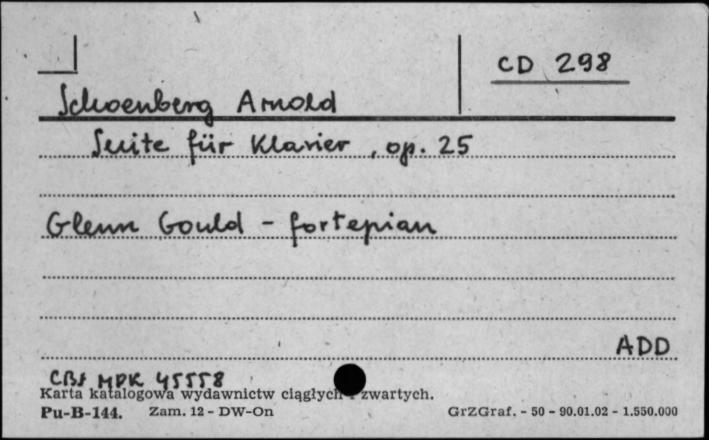 CD 298
Schoenberg Arnold
Suite für Klavier, op. 25
Glenn Gould - fortepian
ADD
CBS MPK 45558
Karta katalogowa wydawnictw ciągłych i zwartych.
Pu-B-144. Zam. 12 - DW-On GrZGraf. - 50 - 90.01.02 - 1.550.000